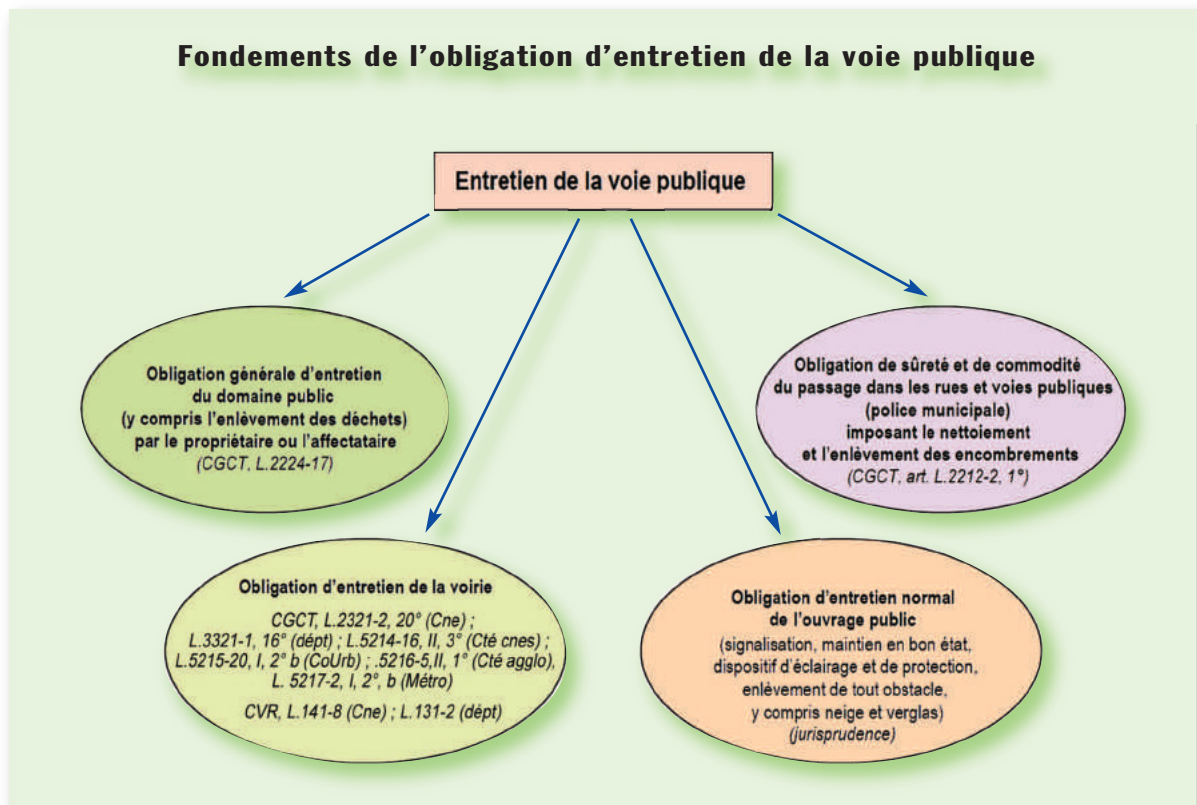 Fondements de l'obligation d'entretien de la voie publique
Entretien de la voie publique
Obligation générale d'entretien
du domaine public
(y compris l'enlèvement des déchets)
par le propriétaire ou l'affectataire
(CGCT, L.2224-17)
Obligation de sûreté et de commodité
du passage dans les rues et voies publiques
(police municipale)
imposant le nettoiement
et l'enlèvement des encombrements
(CGCT, art. L.2212-2, 1°)
Obligation d'entretien de la voirie
CGCT, L.2321-2, 20° (Cne) ;
L.3321-1, 16° (dépt) ; L.5214-16, II, 3° (Cté cnes) ;
L.5215-20, I, 2° b (CoUrb) ; .5216-5,II, 1° (Cté agglo),
L. 5217-2, I, 2°, b (Métro)
CVR, L.141-8 (Cne) ; L.131-2 (dépt)
Obligation d'entretien normal
de l'ouvrage public
(signalisation, maintien en bon état,
dispositif d'éclairage et de protection,
enlèvement de tout obstacle,
y compris neige et verglas)
(jurisprudence)